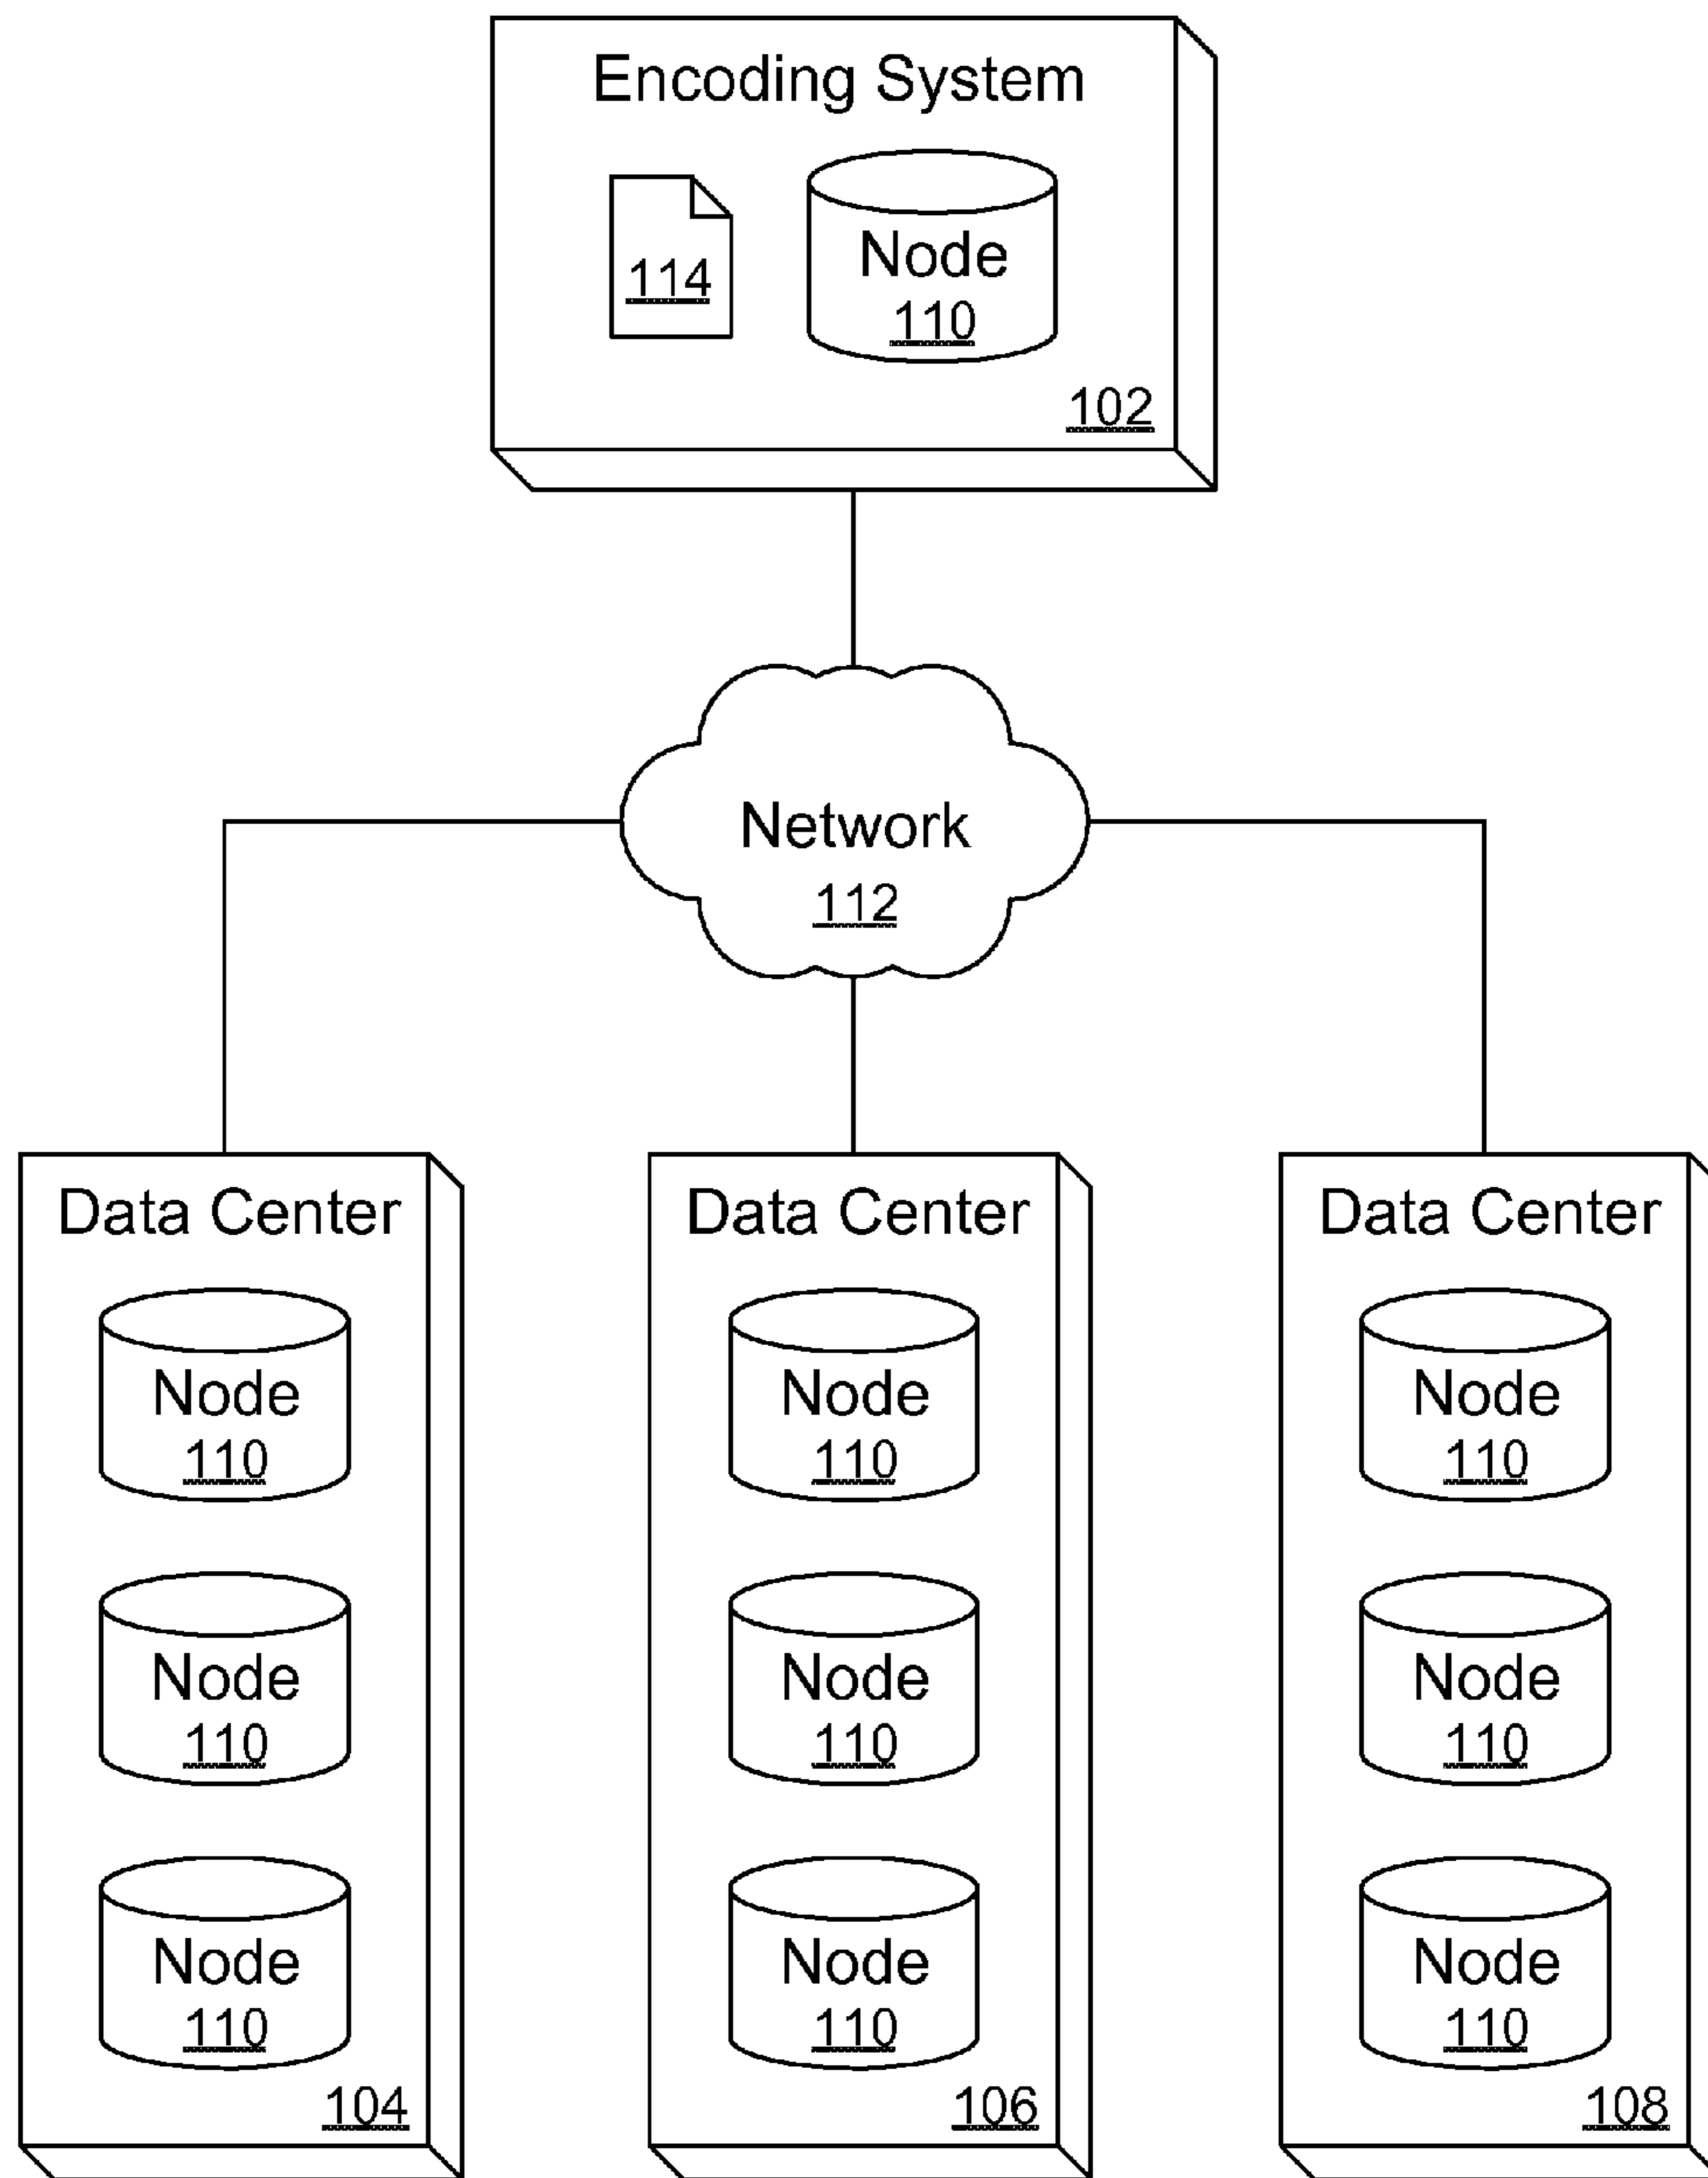 Encoding System
114
Node
110
102
Network
112
Data Center
Node
110
Node
110
Node
110
104
Data Center
Node
110
Node
110
Node
110
106
Data Center
Node
110
Node
110
Node
110
108